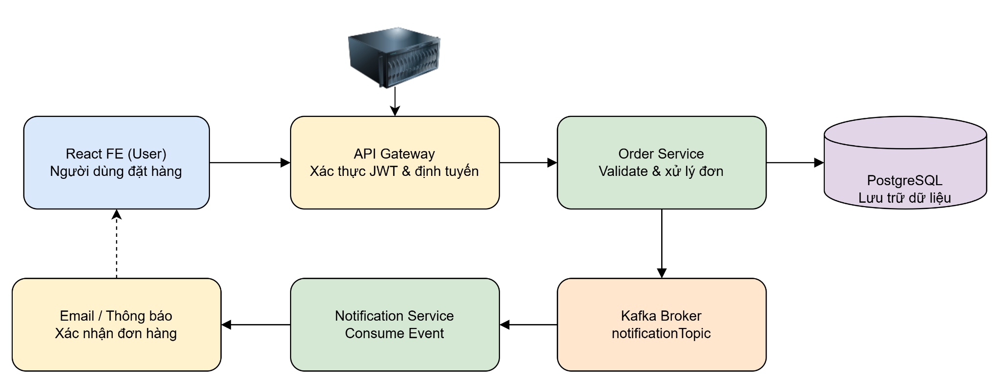 React FE (User)
Người dùng đặt hàng
API Gateway
Xác thực JWT & định tuyến
Order Service
Validate & xử lý đơn
PostgreSQL
Lưu trữ dữ liệu
Email / Thông báo
Xác nhận đơn hàng
Notification Service
Consume Event
Kafka Broker
notificationTopic